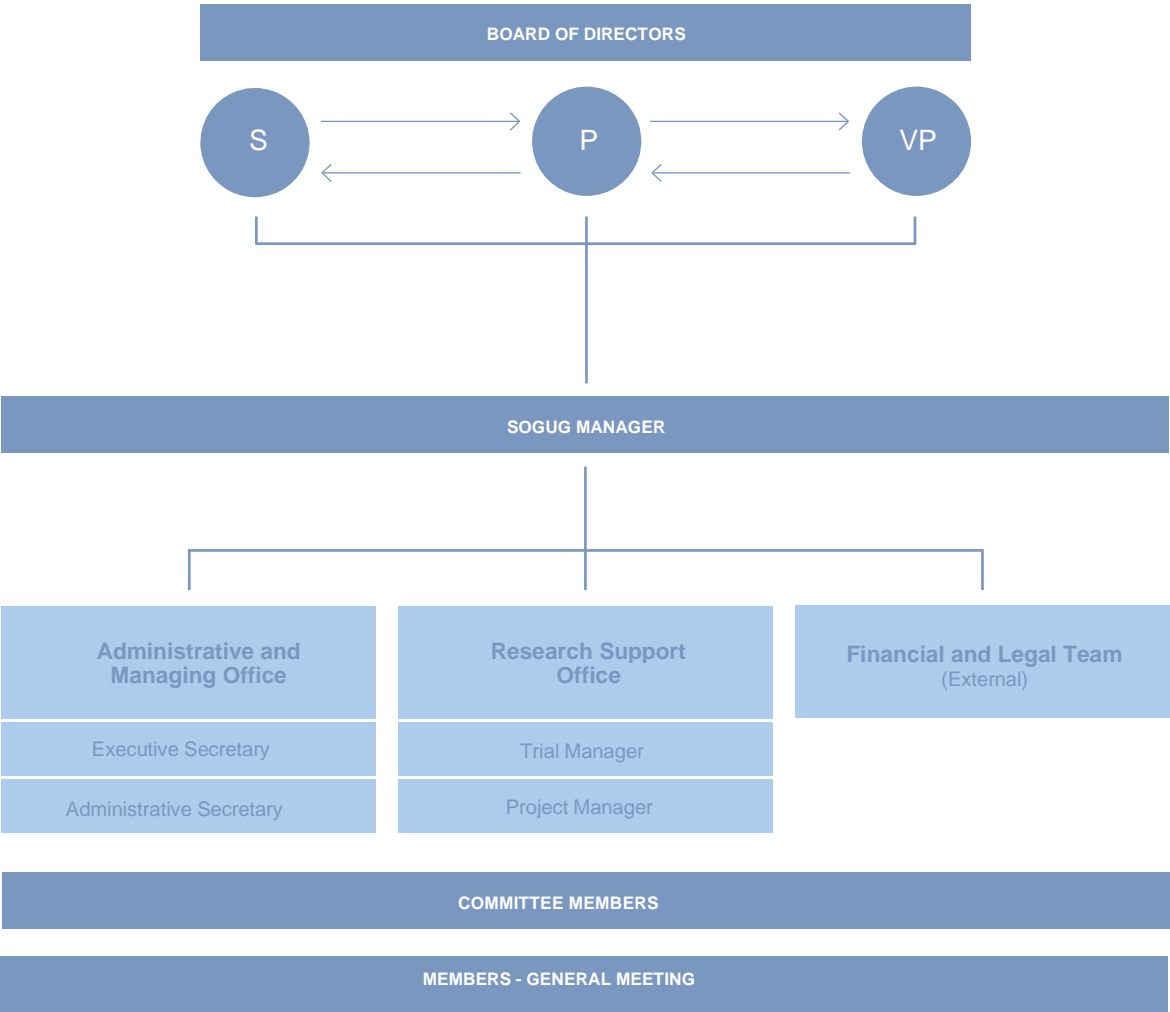 BOARD OF DIRECTORS
S
P
VP
SOGUG MANAGER
Administrative and
Managing Office
Executive Secretary
Administrative Secretary
Research Support
Office
Trial Manager
Project Manager
Financial and Legal Team
(External)
COMMITTEE MEMBERS
MEMBERS - GENERAL MEETING